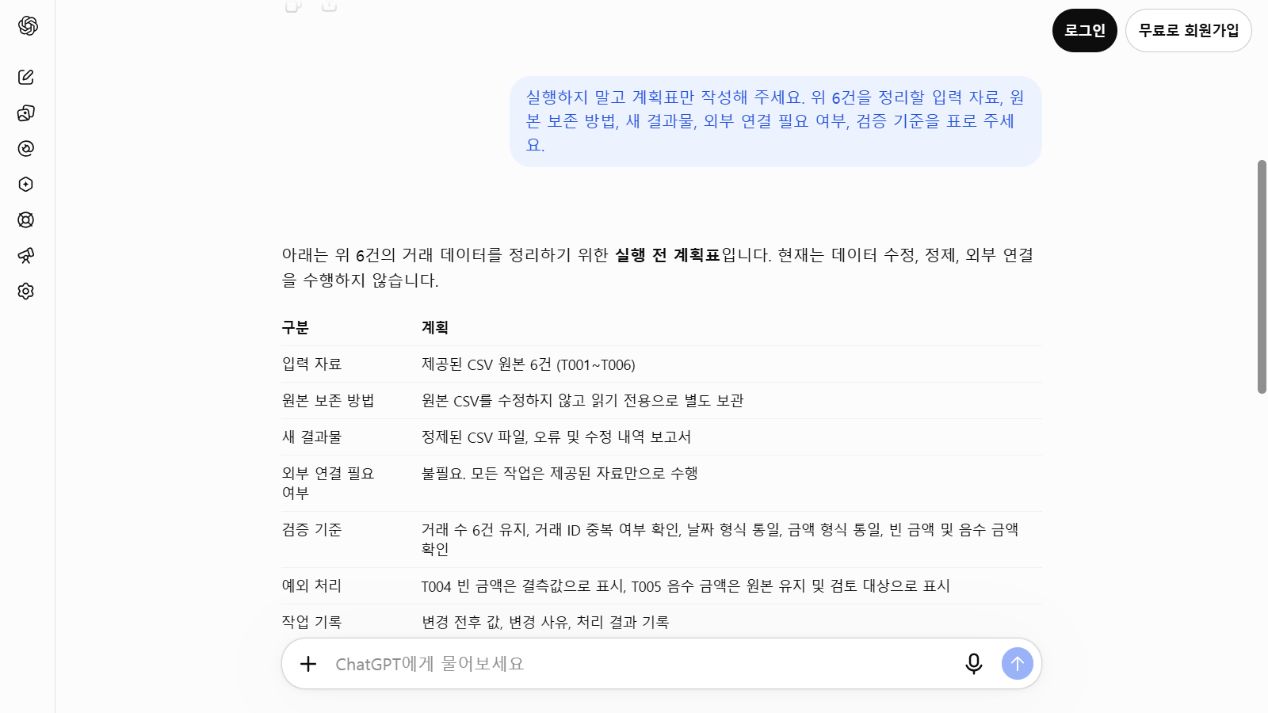 로그인
무료로 회원가입
실행하지 말고 계획표만 작성해 주세요. 위 6건을 정리할 입력 자료, 원
본 보존 방법, 새 결과물, 외부 연결 필요 여부, 검증 기준을 표로 주세
요.
아래는 위 6건의 거래 데이터를 정리하기 위한 실행 전 계획표입니다. 현재는 데이터 수정, 정제, 외부 연결
을 수행하지 않습니다.
구분 계획
입력 자료 제공된 CSV 원본 6건 (T001~T006)
원본 보존 방법 원본 CSV를 수정하지 않고 읽기 전용으로 별도 보관
새 결과물 정제된 CSV 파일, 오류 및 수정 내역 보고서
외부 연결 필요 불필요. 모든 작업은 제공된 자료만으로 수행
여부
검증 기준 거래 수 6건 유지, 거래 ID 중복 여부 확인, 날짜 형식 통일, 금액 형식 통일, 빈 금액 및 음수 금액
확인
예외 처리 T004 빈 금액은 결측값으로 표시, T005 음수 금액은 원본 유지 및 검토 대상으로 표시
작업 기록 변경 전후 값, 변경 사유, 처리 결과 기록
ChatGPT에게 물어보세요